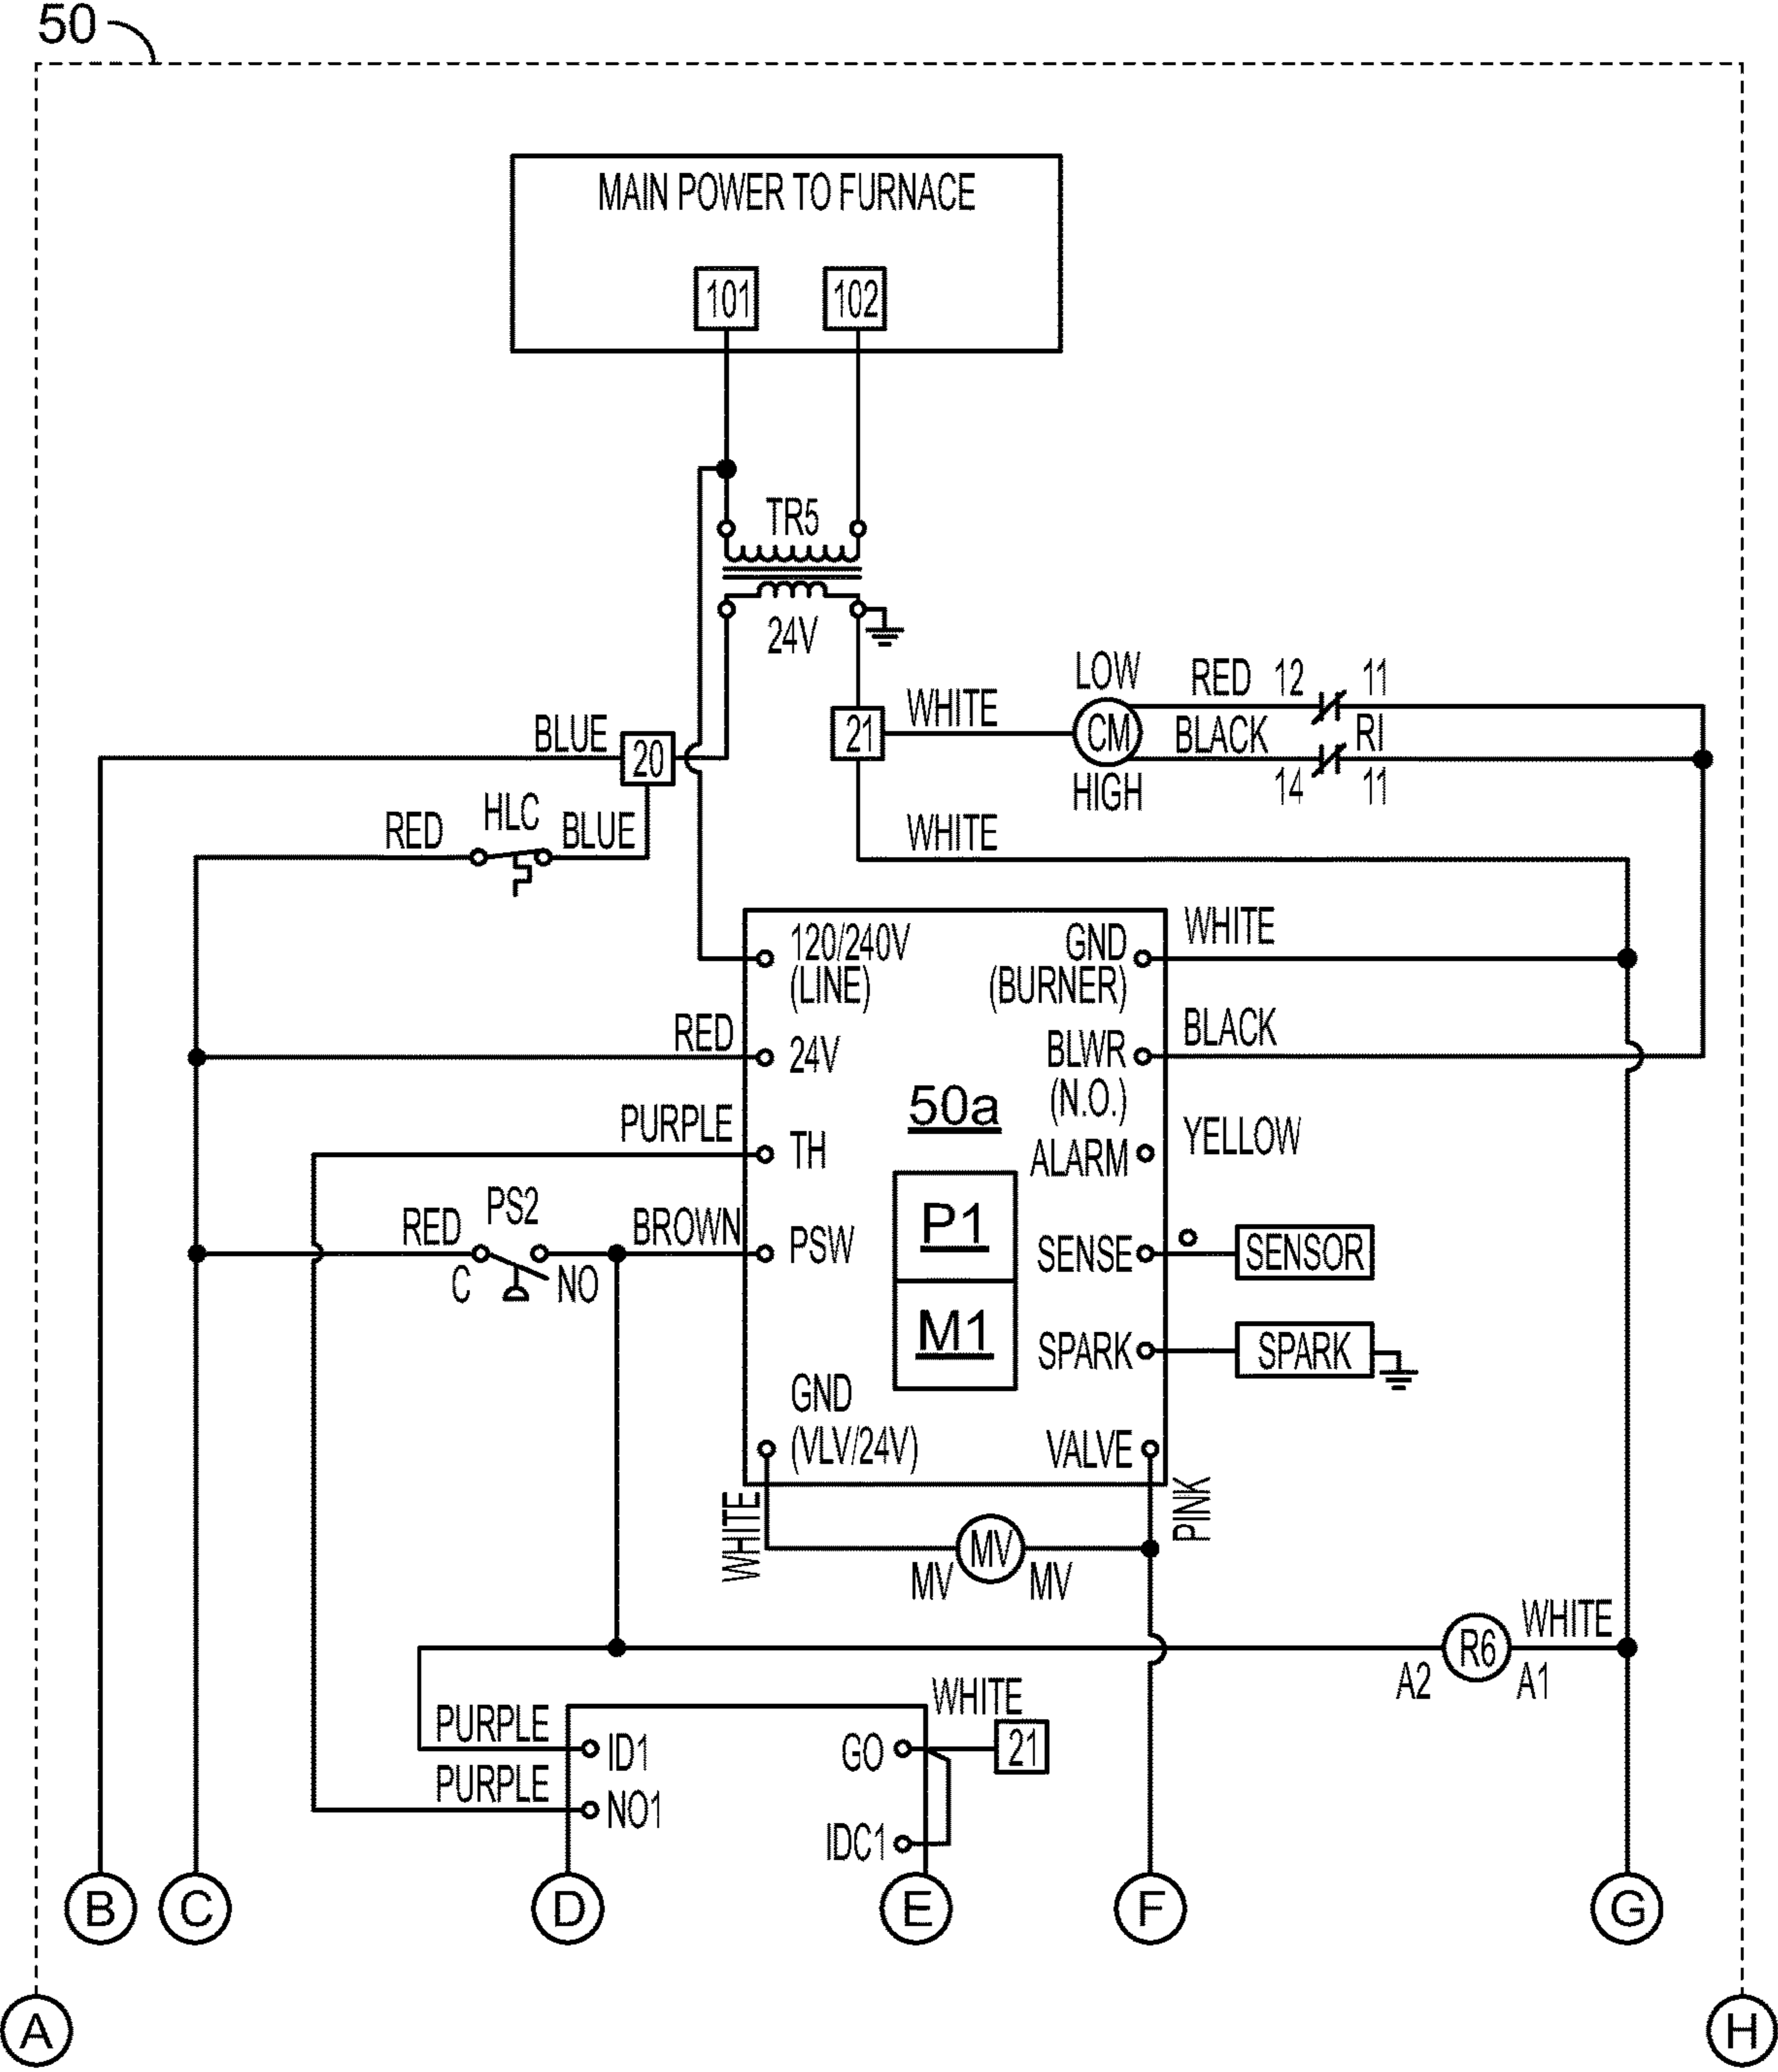 50
MAIN POWER TO FURNACE
101 102
TR5
24V
LOW
RED 12 11
WHITE
21
CM
BLACK RI
HIGH 14 11
BLUE
20
HLC
RED BLUE
WHITE
120/240V
(LINE)
GND
(BURNER)
WHITE
RED
24V
BLWR
(N.O.)
BLACK
50a
PURPLE
TH
ALARM
YELLOW
P1
PS2
RED
C
NO
BROWN
PSW
SENSE
SENSOR
M1
SPARK
SPARK
GND
(VLV/24V)
VALVE
WHITE
PINK
MV
MV MV
R6
WHITE
A2 A1
PURPLE
ID1
PURPLE
NO1
WHITE
GO
21
IDC1
B C D E F G
A H